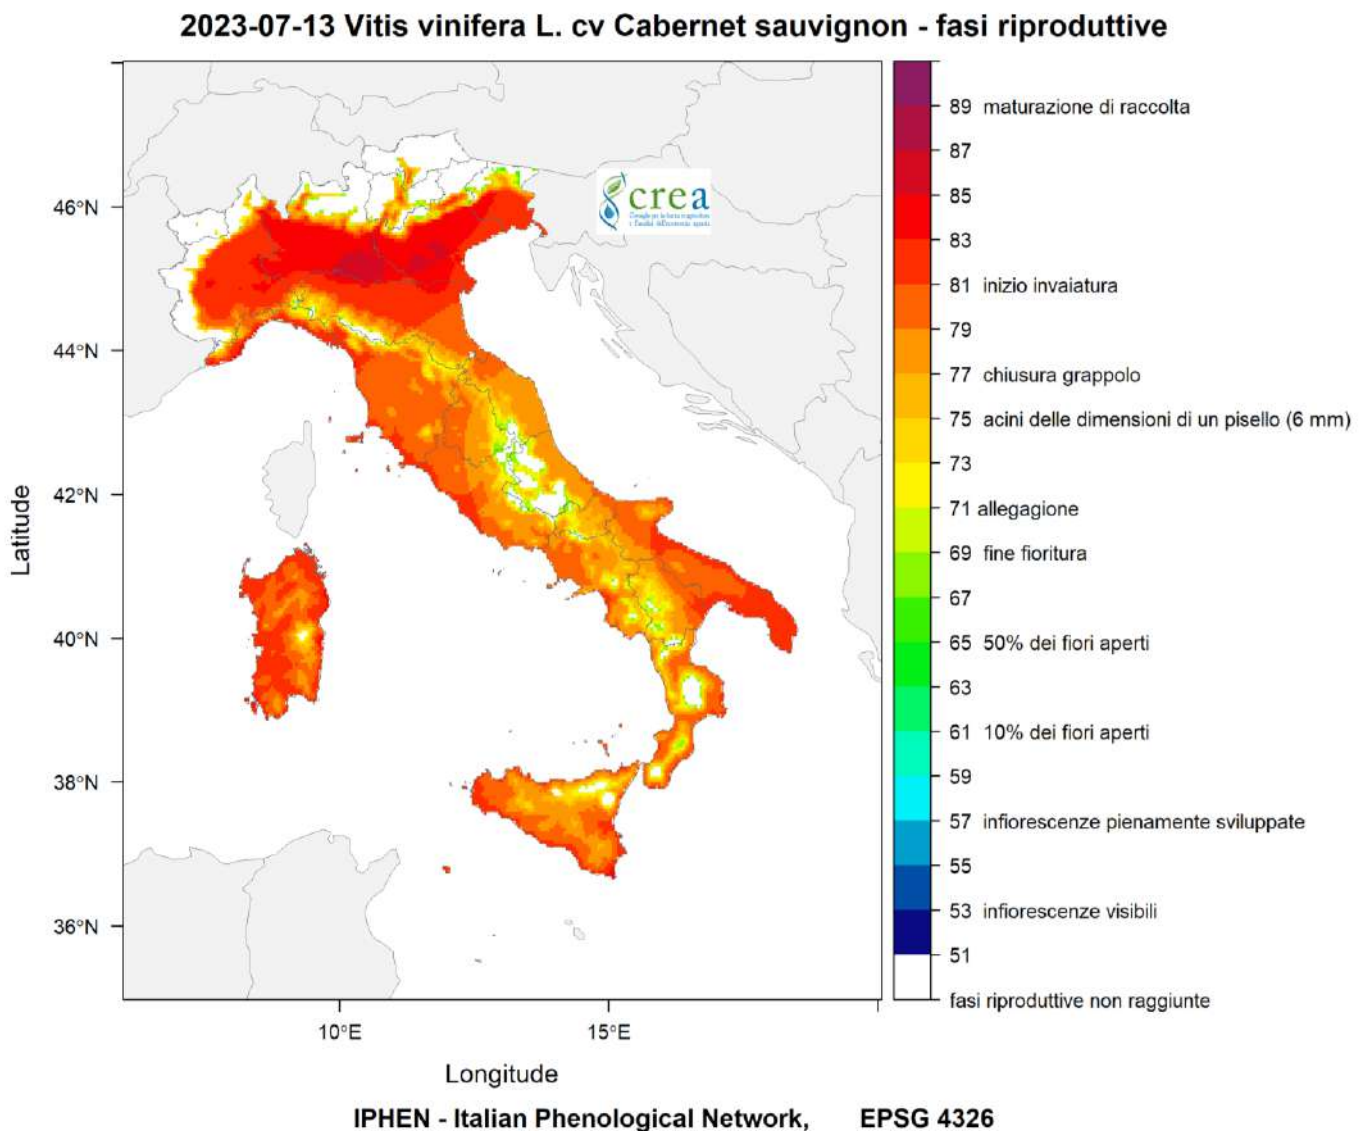 2023-07-13 Vitis vinifera L. cv Cabernet sauvignon - fasi riproduttive
89 maturazione di raccolta
87
85
83
81 inizio invaiatura
79
77 chiusura grappolo
75 acini delle dimensioni di un pisello (6 mm)
73
71 allegagione
69 fine fioritura
67
65 50% dei fiori aperti
63
61 10% dei fiori aperti
59
57 infiorescenze pienamente sviluppate
55
53 infiorescenze visibili
51
fasi riproduttive non raggiunte
crea
46°N
44°N
42°N
40°N
38°N
36°N
Latitude
10°E 15°E
Longitude
IPHEN - Italian Phenological Network, EPSG 4326